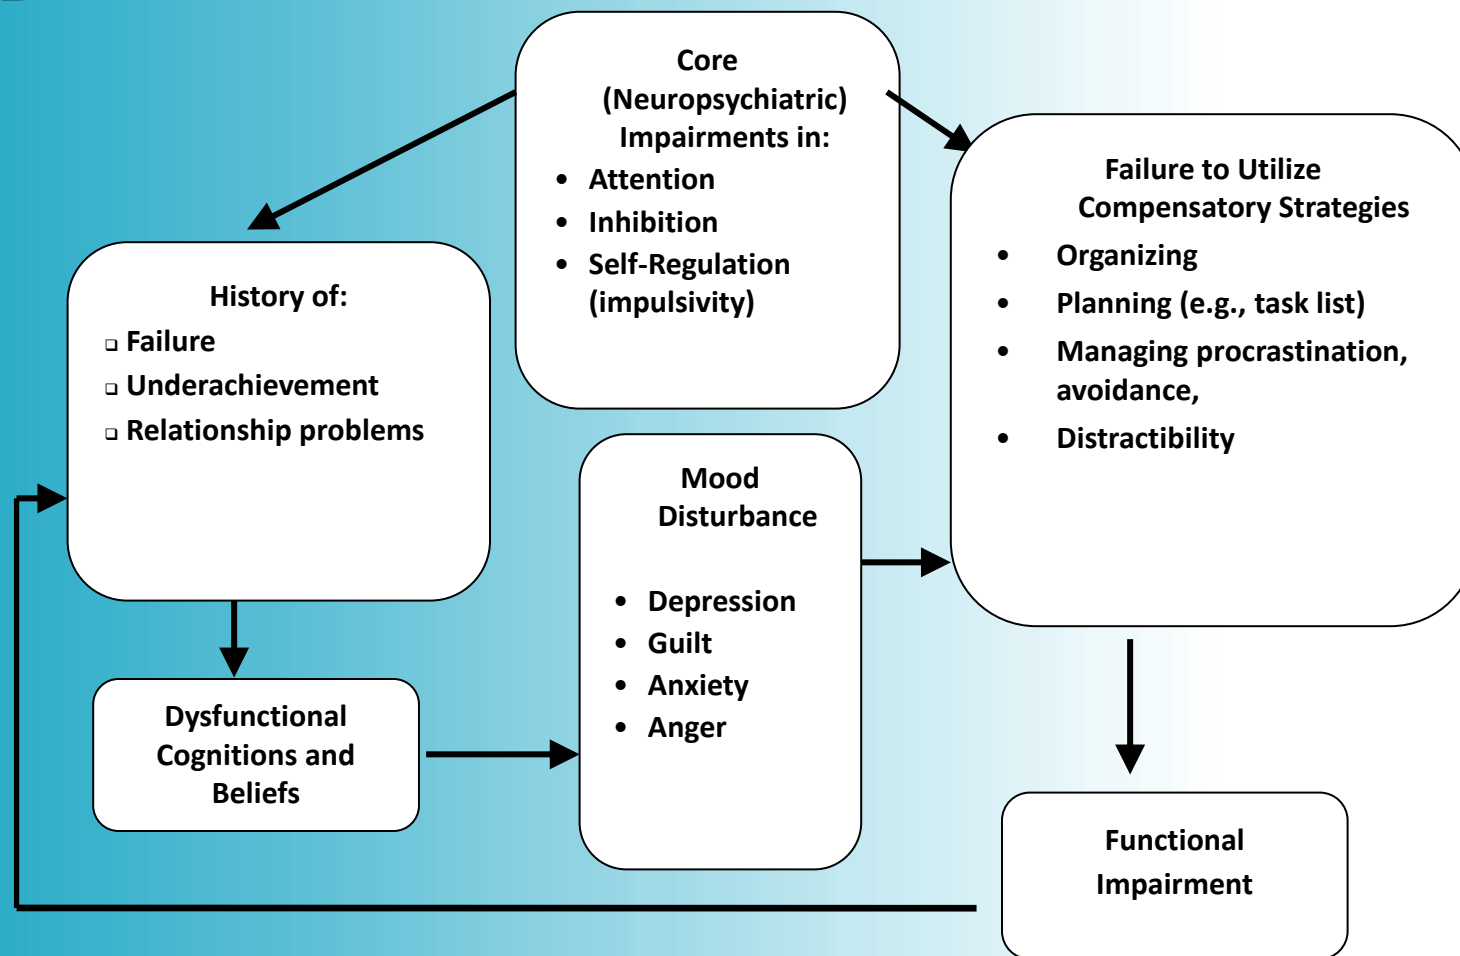 Core
(Neuropsychiatric)
Impairments in:
• Attention
• Inhibition
• Self-Regulation
(impulsivity)
Failure to Utilize
Compensatory Strategies
• Organizing
• Planning (e.g., task list)
• Managing procrastination,
avoidance,
• Distractibility
History of:
❑ Failure
❑ Underachievement
❑ Relationship problems
Mood
Disturbance
• Depression
• Guilt
• Anxiety
• Anger
Dysfunctional
Cognitions and
Beliefs
Functional
Impairment